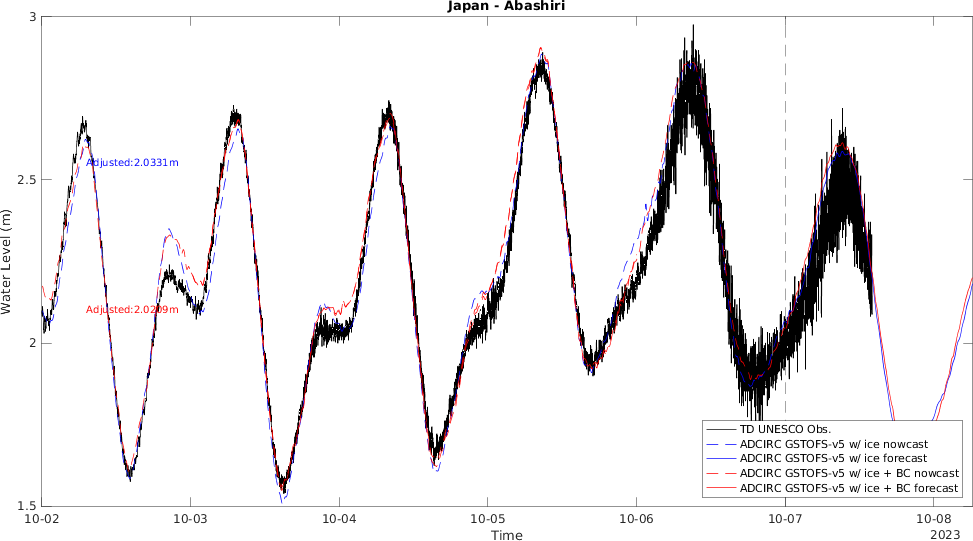 Japan - Abashiri
3
2.5
2
1.5
Water Level (m)
Adjusted:2.0331m
Adjusted:2.0209m
TD UNESCO Obs.
ADCIRC GSTOFS-v5 w/ ice nowcast
ADCIRC GSTOFS-v5 w/ ice forecast
ADCIRC GSTOFS-v5 w/ ice + BC nowcast
ADCIRC GSTOFS-v5 w/ ice + BC forecast
10-02 10-03 10-04 10-05 10-06 10-07 10-08
Time
2023